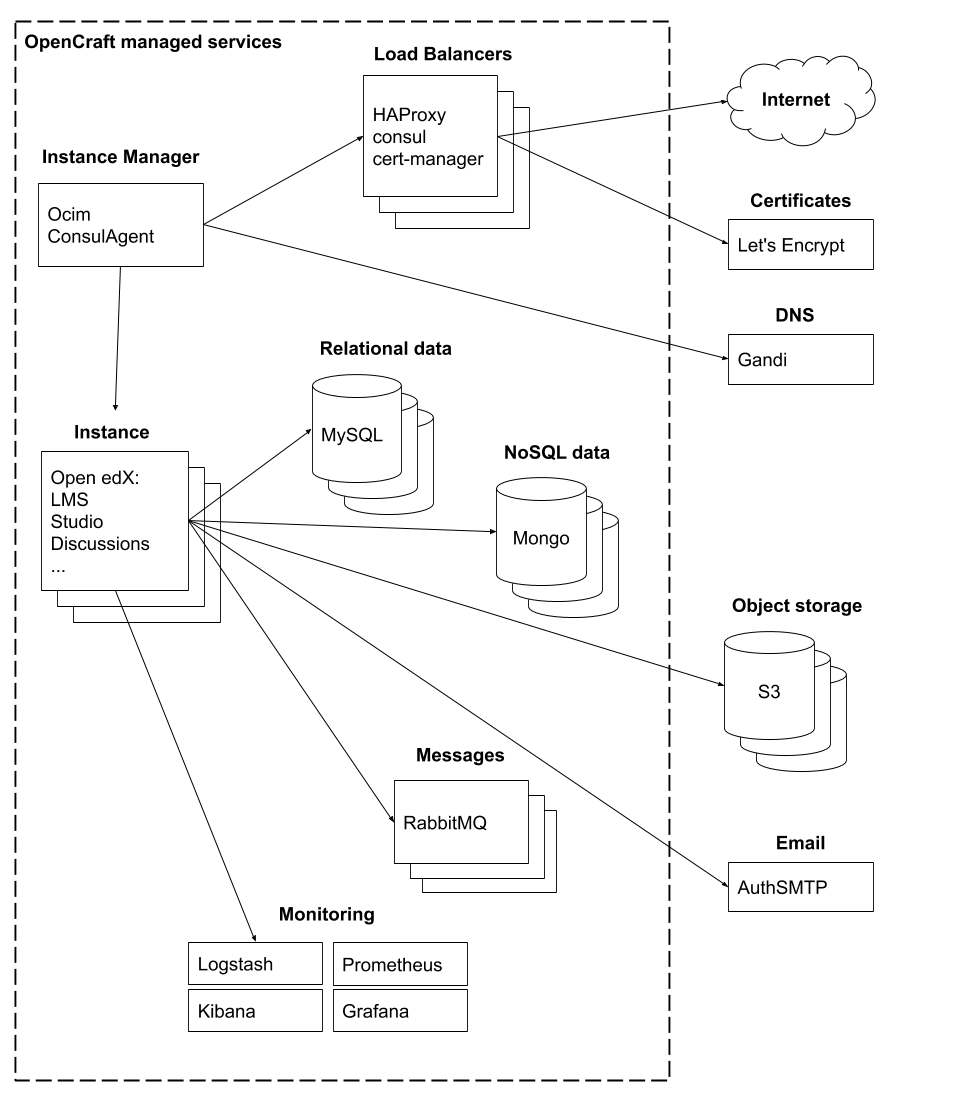 OpenCraft managed services
Load Balancers
HAProxy
consul
cert-manager
Internet
Instance Manager
Ocim
ConsulAgent
Certificates
Let's Encrypt
DNS
Gandi
Relational data
MySQL
Instance
Open edX:
LMS
Studio
Discussions
...
NoSQL data
Mongo
Object storage
S3
Messages
RabbitMQ
Email
AuthSMTP
Monitoring
Logstash
Prometheus
Kibana
Grafana